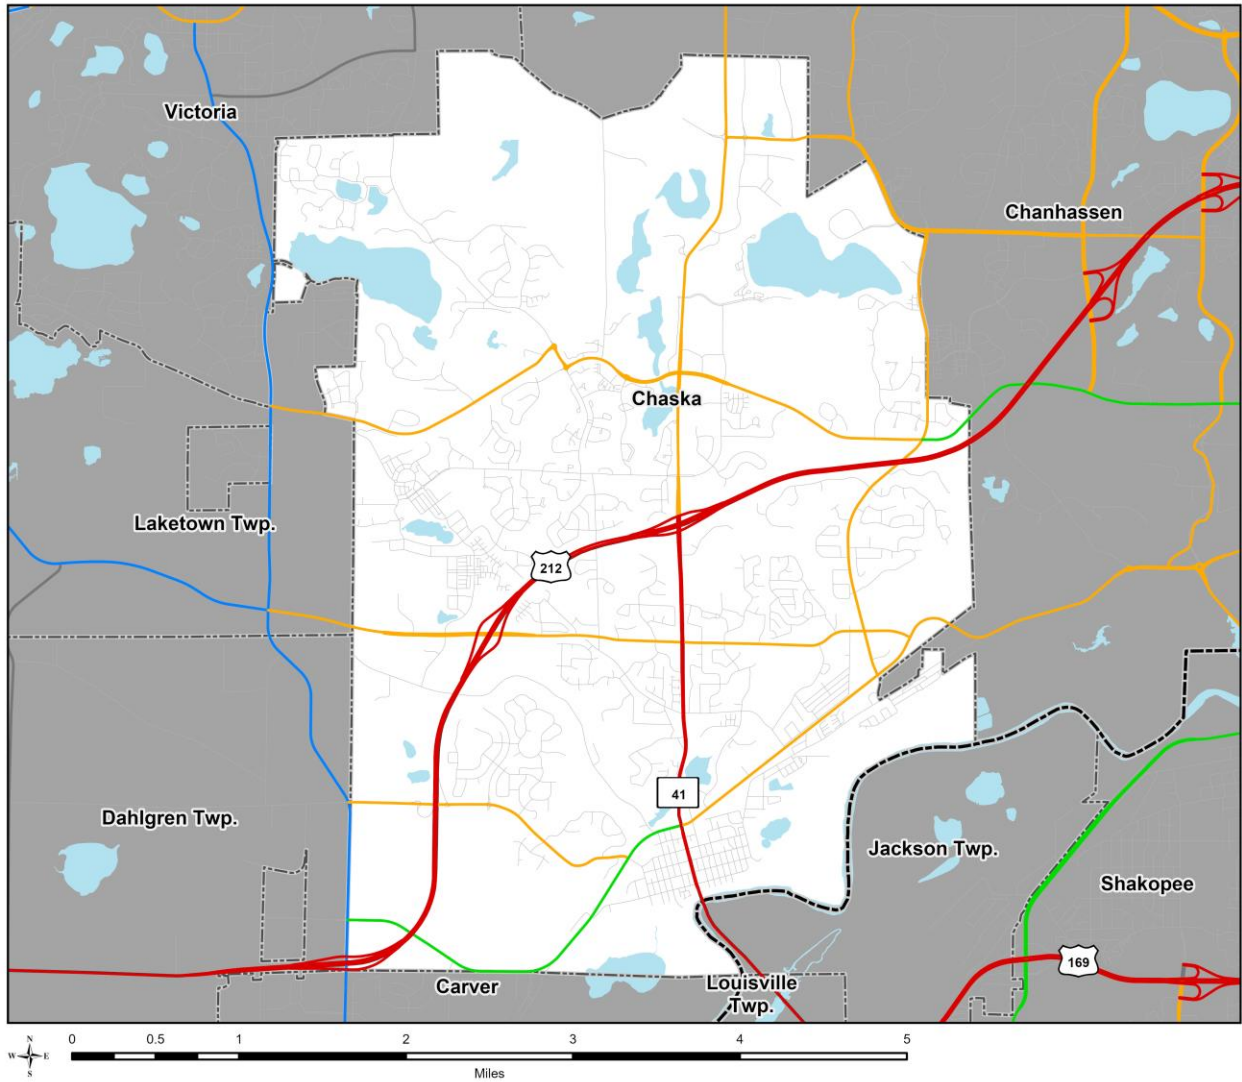 Victoria
Chanhassen
Chaska
Laketown Twp.
212
41
Dahlgren Twp.
Jackson Twp.
Shakopee
169
Carver
Louisville
Twp.
N
W E
S
0 0.5 1 2 3 4 5
Miles